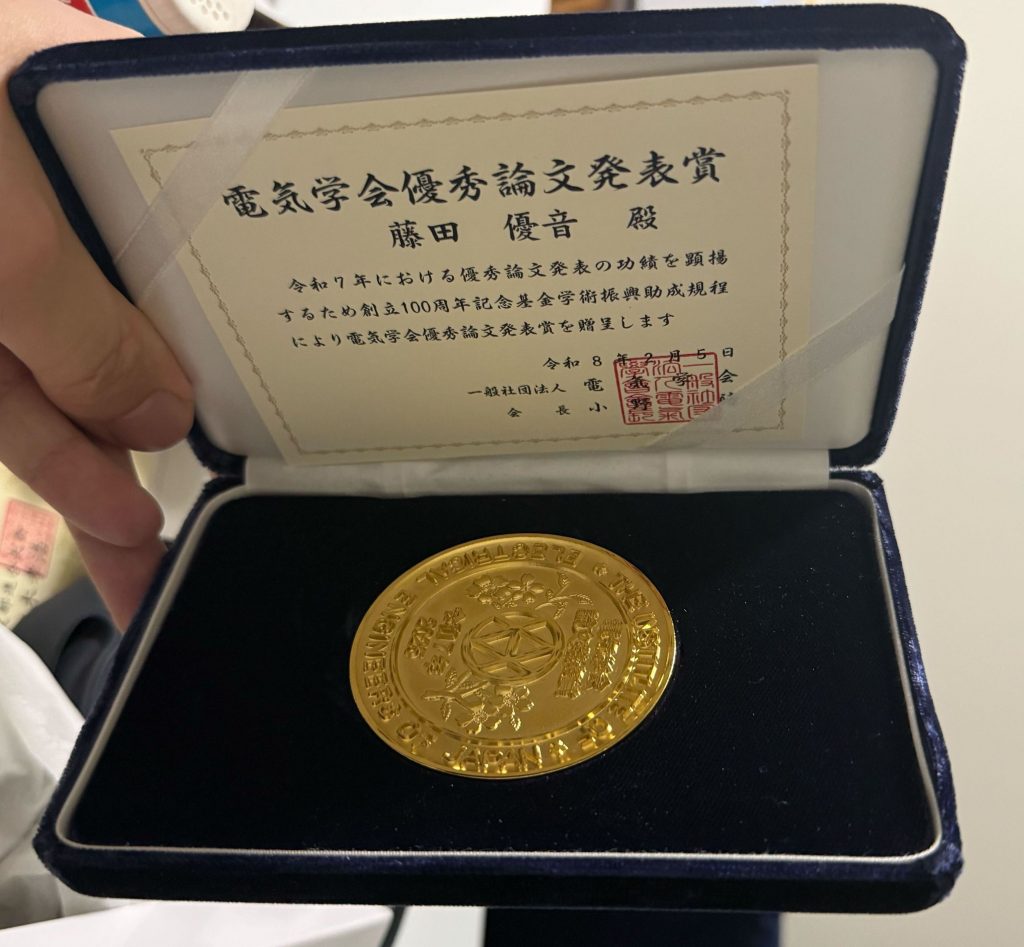 電気学会優秀論文発表賞
藤田 優音 殿
令和7年における優秀論文発表の功績を顕揚
するため創立100周年記念基金学術振興助成規程
により電気学会優秀論文発表賞を贈呈します
令和8年2月5日
一般社団法人 電気学会
会長 小野
THE INSTITUTE OF ELECTRICAL ENGINEERS OF JAPAN